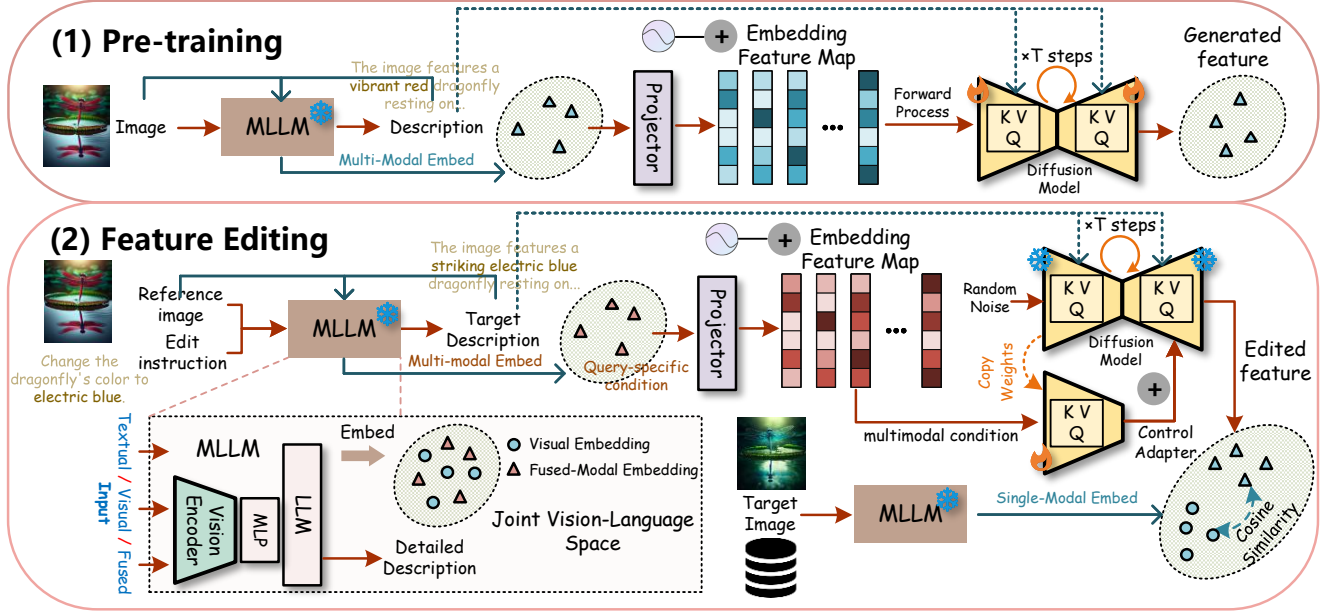 (1) Pre-training
The image features a
vibrant red dragonfly
resting on...
Image
MLLM
Description
Multi-Modal Embed
Projector
+
Embedding
Feature Map
...
Forward
Process
×T steps
K V
Q
K V
Q
Diffusion
Model
Generated
feature
(2) Feature Editing
The image features a
striking electric blue
dragonfly resting on...
Reference
image
Edit
instruction
Change the
dragonfly's color to
electric blue.
MLLM
Target
Description
Multi-modal Embed
Query-specific
condition
Projector
+
Embedding
Feature Map
...
×T steps
Random
Noise
K V
Q
K V
Q
Diffusion
Model
Copy
Weights
K V
Q
+
Control
Adapter
multimodal condition
Edited
feature
Textual / Visual / Fused
Input
MLLM
Vision
Encoder
MLP
LLM
Embed
Visual Embedding
Fused-Modal Embedding
Joint Vision-Language
Space
Detailed
Description
Target
Image
MLLM
Single-Modal Embed
Cosine
Similarity